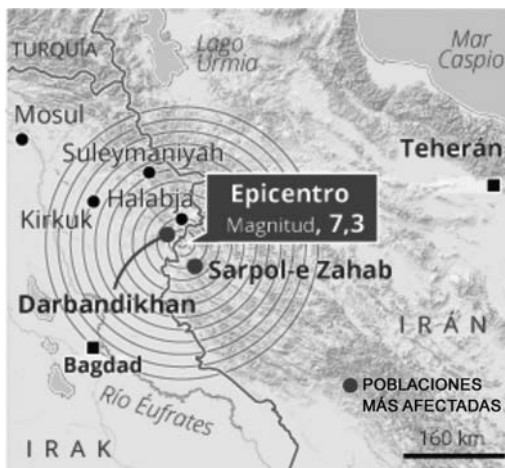 TURQUÍA
Lago
Urmia
Mar
Caspio
Mosul
Suleymaniyah
Teherán
Epicentro
Magnitud, 7,3
Halabja
Kirkuk
Sarpol-e Zahab
Darbandikhan
IRÁN
Bagdad
Río Éufrates
POBLACIONES
MÁS AFECTADAS
IRAK
160 km